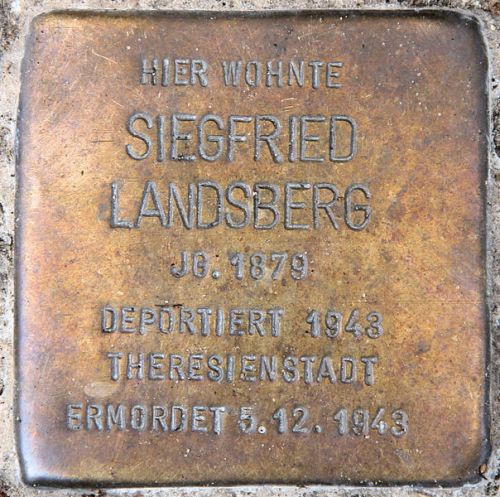 HIER WOHNTE
SIEGFRIED
LANDSBERG
JG. 1879
DEPORTIERT 1943
THERESIENSTADT
ERMORDET 5.12.1943